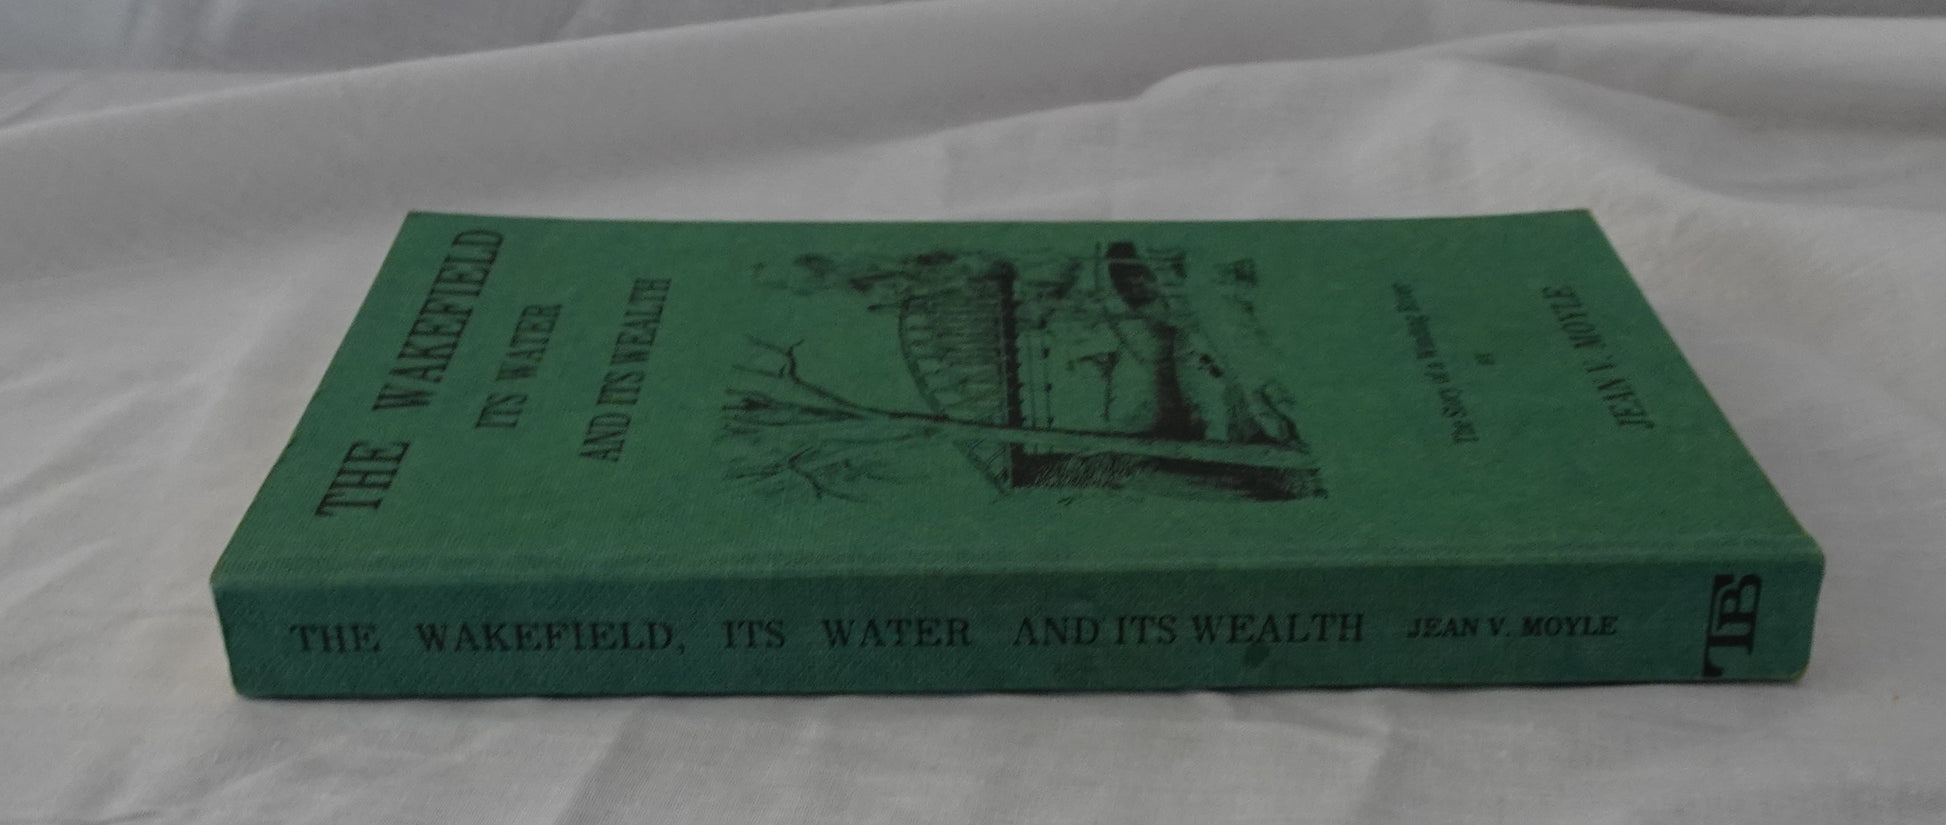 THE WAKEFIELD
ITS WATER
AND ITS WEALTH
The Story of a Running River
JEAN V. MOYLE
THE WAKEFIELD, ITS WATER AND ITS WEALTH JEAN V. MOYLE
TBS